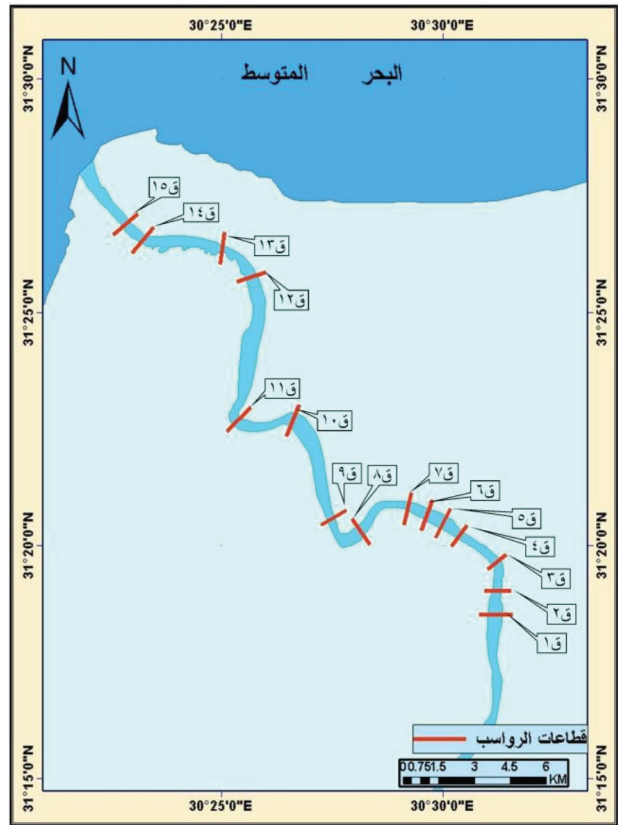 30°25'0"E
30°30'0"E
31°30'0"N
31°30'0"N
N
البحر المتوسط
ق١٥
ق١٤
ق١٣
ق١٢
31°25'0"N
31°25'0"N
ق١١
ق١٠
ق٩
ق٨
ق٧
ق٦
ق٥
ق٤
31°20'0"N
31°20'0"N
ق٣
ق٢
ق١
قطاعات الرواسب
0 0.75 1.5 3 4.5 6
KM
31°15'0"N
31°15'0"N
30°25'0"E
30°30'0"E